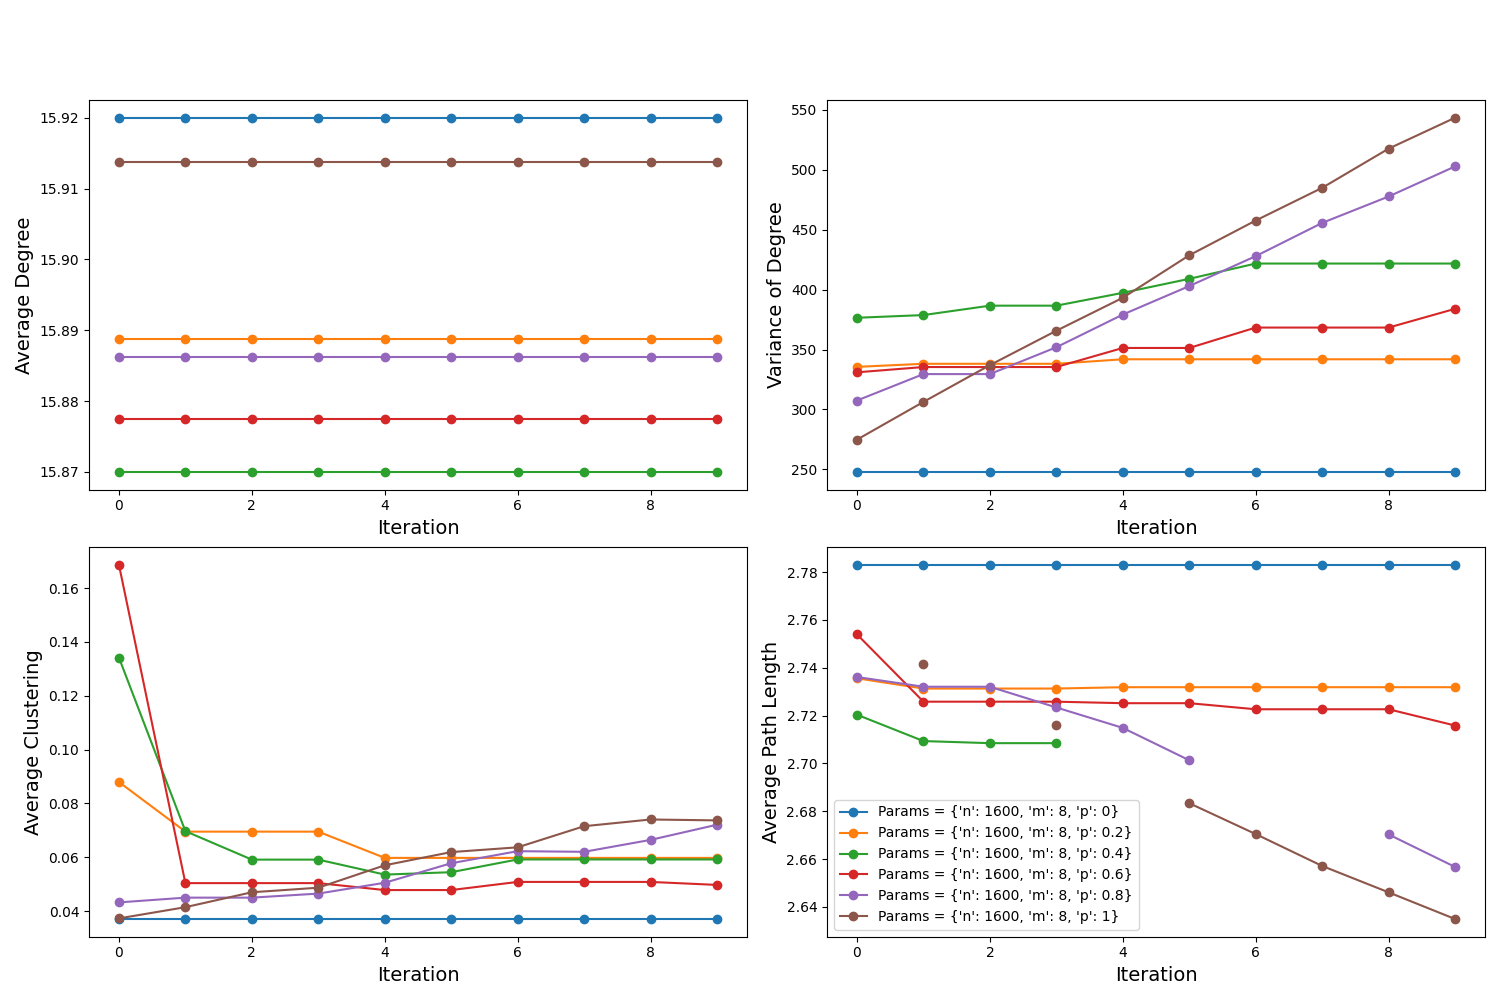 15.92
15.91
15.90
15.89
15.88
15.87
Average Degree
0 2 4 6 8
Iteration
550
500
450
400
350
300
250
Variance of Degree
0 2 4 6 8
Iteration
0.16
0.14
0.12
0.10
0.08
0.06
0.04
Average Clustering
0 2 4 6 8
Iteration
2.78
2.76
2.74
2.72
2.70
2.68
2.66
2.64
Average Path Length
Params = {'n': 1600, 'm': 8, 'p': 0}
Params = {'n': 1600, 'm': 8, 'p': 0.2}
Params = {'n': 1600, 'm': 8, 'p': 0.4}
Params = {'n': 1600, 'm': 8, 'p': 0.6}
Params = {'n': 1600, 'm': 8, 'p': 0.8}
Params = {'n': 1600, 'm': 8, 'p': 1}
0 2 4 6 8
Iteration